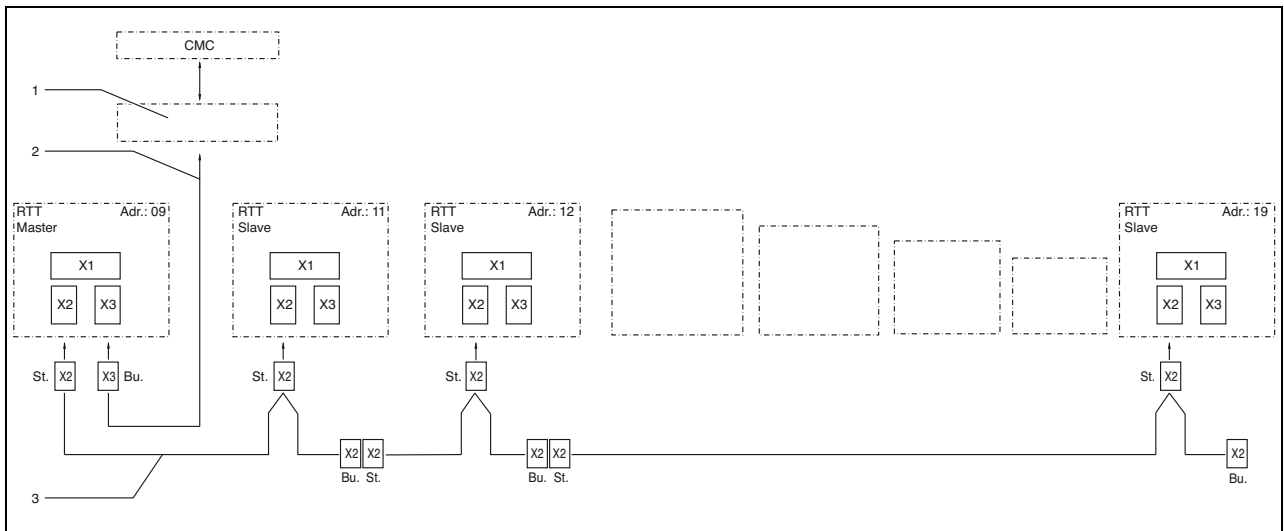 CMC
1
2
RTT Adr.: 09
Master
X1
X2 X3
RTT Adr.: 11
Slave
X1
X2 X3
RTT Adr.: 12
Slave
X1
X2 X3
RTT Adr.: 19
Slave
X1
X2 X3
St. X2 X3 Bu.
St. X2
St. X2
St. X2
X2 X2
Bu. St.
X2 X2
Bu. St.
X2
Bu.
3